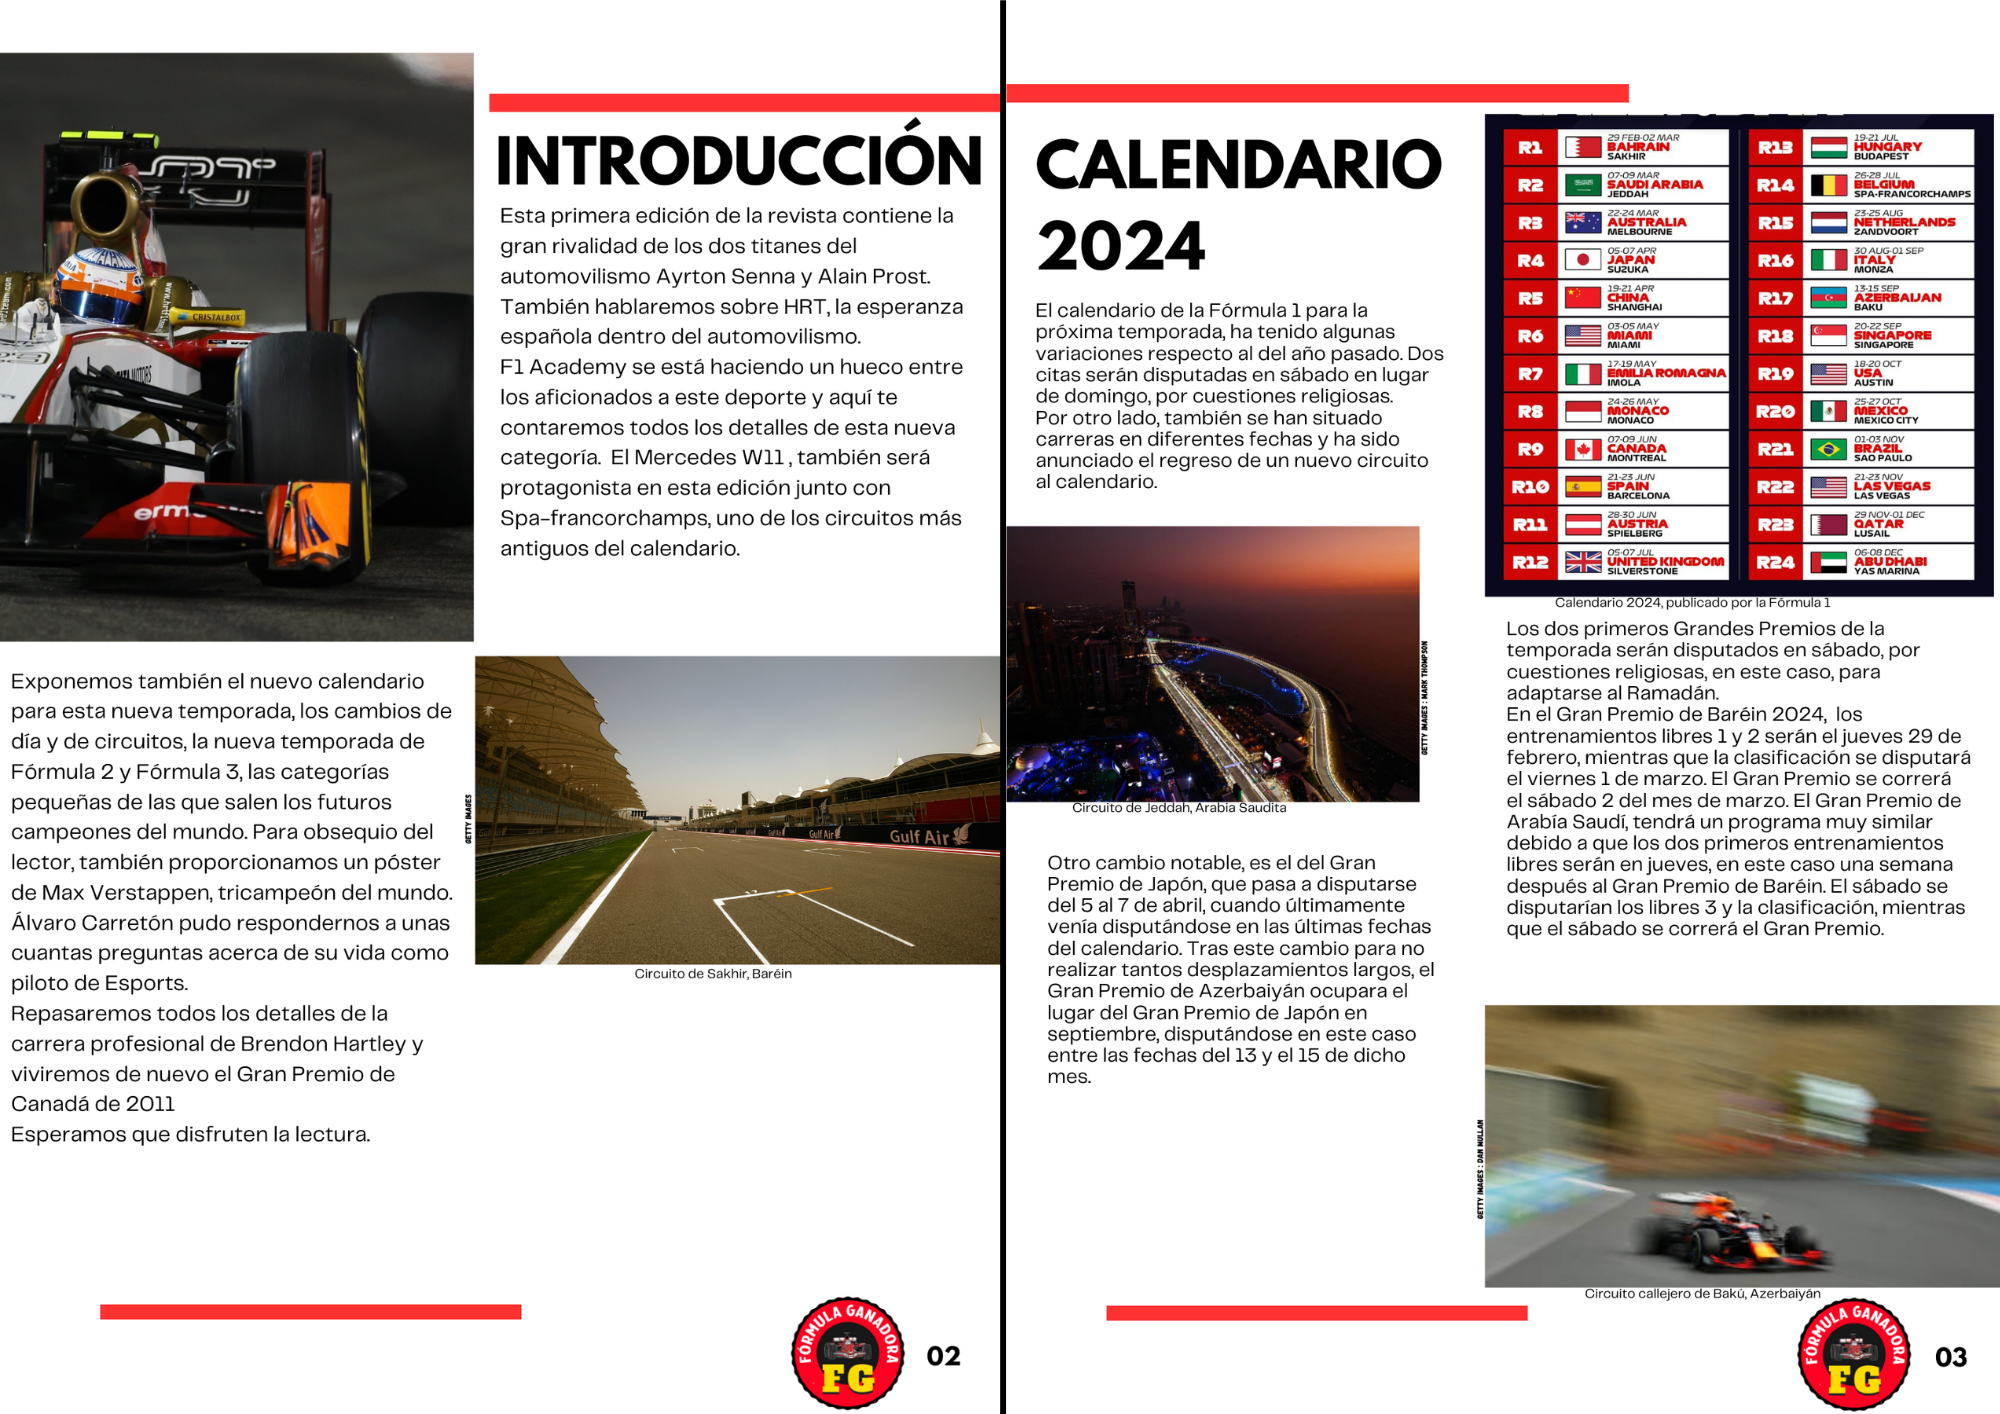 INTRODUCCIÓN
Esta primera edición de la revista contiene la
gran rivalidad de los dos titanes del
automovilismo Ayrton Senna y Alain Prost.
También hablaremos sobre HRT, la esperanza
española dentro del automovilismo.
F1 Academy se está haciendo un hueco entre
los aficionados a este deporte y aquí te
contaremos todos los detalles de esta nueva
categoría. El Mercedes W11 , también será
protagonista en esta edición junto con
Spa-francorchamps, uno de los circuitos más
antiguos del calendario.
CRISTALBOX
Exponemos también el nuevo calendario
para esta nueva temporada, los cambios de
día y de circuitos, la nueva temporada de
Fórmula 2 y Fórmula 3, las categorías
pequeñas de las que salen los futuros
campeones del mundo. Para obsequio del
lector, también proporcionamos un póster
de Max Verstappen, tricampeón del mundo.
Álvaro Carretón pudo respondernos a unas
cuantas preguntas acerca de su vida como
piloto de Esports.
Repasaremos todos los detalles de la
carrera profesional de Brendon Hartley y
viviremos de nuevo el Gran Premio de
Canadá de 2011
Esperamos que disfruten la lectura.
GETTY IMAGES
Gulf Air
Gulf Air
Circuito de Sakhir, Baréin
FÓRMULA GANADORA
FG
02
CALENDARIO
2024
El calendario de la Fórmula 1 para la
próxima temporada, ha tenido algunas
variaciones respecto al del año pasado. Dos
citas serán disputadas en sábado en lugar
de domingo, por cuestiones religiosas.
Por otro lado, también se han situado
carreras en diferentes fechas y ha sido
anunciado el regreso de un nuevo circuito
al calendario.
GETTY IMAGES : MARK THOMPSON
Circuito de Jeddah, Arabia Saudita
Otro cambio notable, es el del Gran
Premio de Japón, que pasa a disputarse
del 5 al 7 de abril, cuando últimamente
venía disputándose en las últimas fechas
del calendario. Tras este cambio para no
realizar tantos desplazamientos largos, el
Gran Premio de Azerbaiyán ocupara el
lugar del Gran Premio de Japón en
septiembre, disputándose en este caso
entre las fechas del 13 y el 15 de dicho
mes.
R1 29 FEB-02 MAR BAHRAIN SAKHIR
R2 07-09 MAR SAUDI ARABIA JEDDAH
R3 22-24 MAR AUSTRALIA MELBOURNE
R4 05-07 APR JAPAN SUZUKA
R5 19-21 APR CHINA SHANGHAI
R6 03-05 MAY MIAMI MIAMI
R7 17-19 MAY EMILIA ROMAGNA IMOLA
R8 24-26 MAY MONACO MONACO
R9 07-09 JUN CANADA MONTREAL
R10 21-23 JUN SPAIN BARCELONA
R11 28-30 JUN AUSTRIA SPIELBERG
R12 05-07 JUL UNITED KINGDOM SILVERSTONE
R13 19-21 JUL HUNGARY BUDAPEST
R14 26-28 JUL BELGIUM SPA-FRANCORCHAMPS
R15 23-25 AUG NETHERLANDS ZANDVOORT
R16 30 AUG-01 SEP ITALY MONZA
R17 13-15 SEP AZERBAIJAN BAKU
R18 20-22 SEP SINGAPORE SINGAPORE
R19 18-20 OCT USA AUSTIN
R20 25-27 OCT MEXICO MEXICO CITY
R21 01-03 NOV BRAZIL SAO PAULO
R22 21-23 NOV LAS VEGAS LAS VEGAS
R23 29 NOV-01 DEC QATAR LUSAIL
R24 06-08 DEC ABU DHABI YAS MARINA
Calendario 2024, publicado por la Fórmula 1
Los dos primeros Grandes Premios de la
temporada serán disputados en sábado, por
cuestiones religiosas, en este caso, para
adaptarse al Ramadán.
En el Gran Premio de Baréin 2024, los
entrenamientos libres 1 y 2 serán el jueves 29 de
febrero, mientras que la clasificación se disputará
el viernes 1 de marzo. El Gran Premio se correrá
el sábado 2 del mes de marzo. El Gran Premio de
Arabía Saudí, tendrá un programa muy similar
debido a que los dos primeros entrenamientos
libres serán en jueves, en este caso una semana
después al Gran Premio de Baréin. El sábado se
disputarían los libres 3 y la clasificación, mientras
que el sábado se correrá el Gran Premio.
GETTY IMAGES : DAN MULLAN
Circuito callejero de Bakú, Azerbaiyán
FÓRMULA GANADORA
FG
03